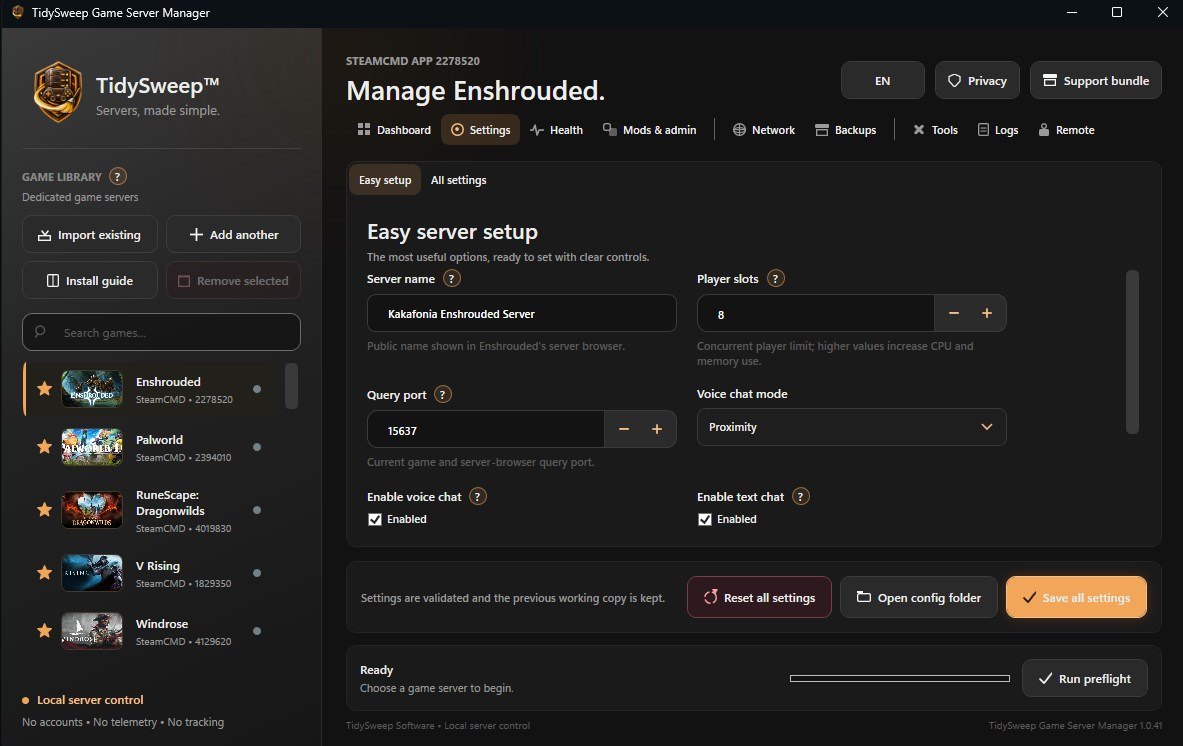 TidySweep Game Server Manager
TidySweep™
Servers, made simple.
GAME LIBRARY ?
Dedicated game servers
Import existing
Add another
Install guide
Remove selected
Search games...
ENSHROUDED
Enshrouded
SteamCMD • 2278520
PALWORLD
Palworld
SteamCMD • 2394010
DRAGONWILDS
RuneScape:
Dragonwilds
SteamCMD • 4019830
V RISING
V Rising
SteamCMD • 1829350
WINDROSE
Windrose
SteamCMD • 4129620
Local server control
No accounts • No telemetry • No tracking
STEAMCMD APP 2278520
Manage Enshrouded.
EN
Privacy
Support bundle
Dashboard
Settings
Health
Mods & admin
Network
Backups
Tools
Logs
Remote
Easy setup
All settings
Easy server setup
The most useful options, ready to set with clear controls.
Server name ?
Kakafonia Enshrouded Server
Public name shown in Enshrouded's server browser.
Player slots ?
8
Concurrent player limit; higher values increase CPU and
memory use.
Query port ?
15637
Current game and server-browser query port.
Voice chat mode
Proximity
Enable voice chat ?
Enabled
Enable text chat ?
Enabled
Settings are validated and the previous working copy is kept.
Reset all settings
Open config folder
Save all settings
Ready
Choose a game server to begin.
Run preflight
TidySweep Software • Local server control
TidySweep Game Server Manager 1.0.41